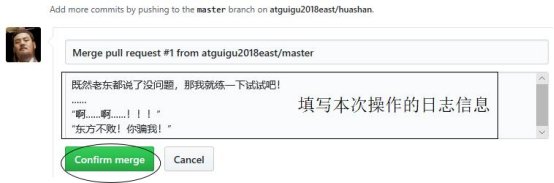 Add more commits by pushing to the master branch on atguigu2018east/huashan.
Merge pull request #1 from atguigu2018east/master
既然老东都说了没问题，那我就练一下试试吧！
……
“啊……啊……！！！”
“东方不败！你骗我！”
填写本次操作的日志信息
Confirm merge
Cancel